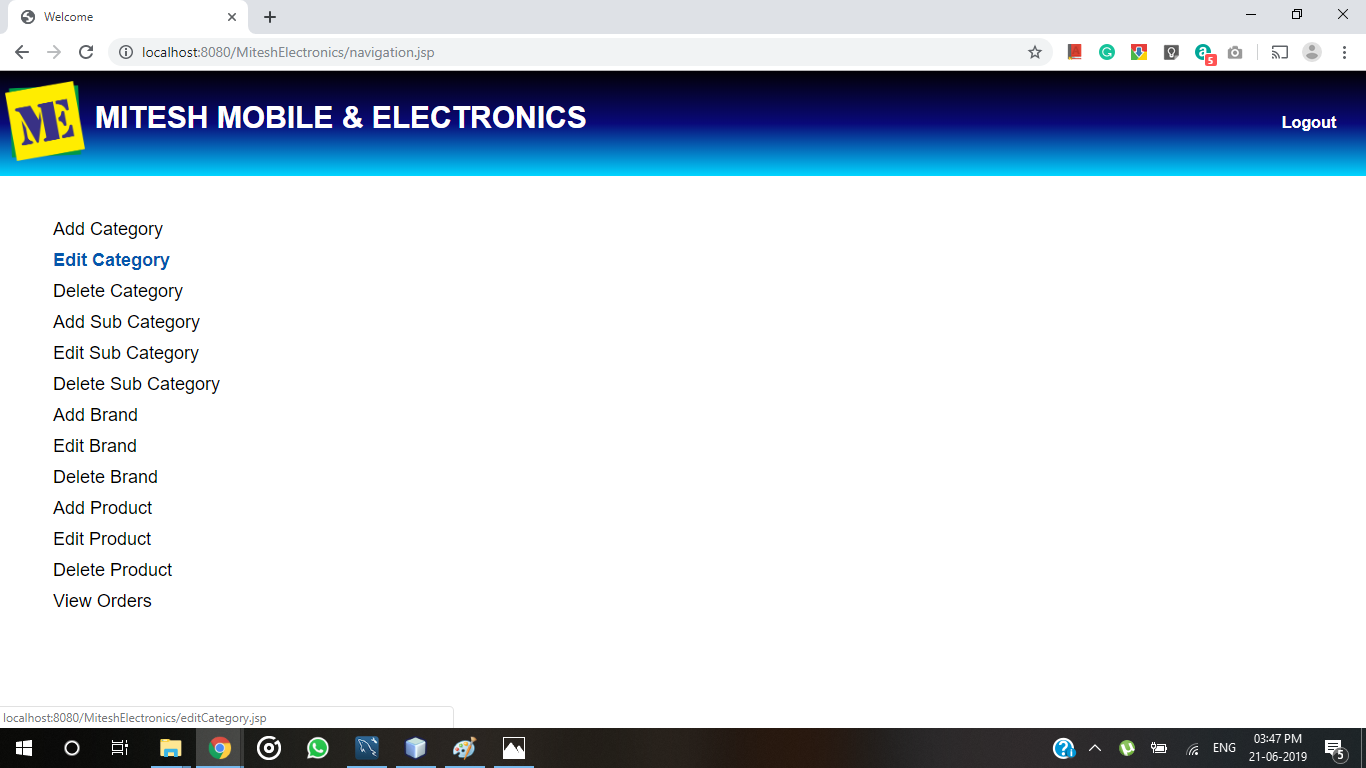 Welcome
localhost:8080/MiteshElectronics/navigation.jsp
a
5
ME
MITESH MOBILE & ELECTRONICS
Logout
Add Category
Edit Category
Delete Category
Add Sub Category
Edit Sub Category
Delete Sub Category
Add Brand
Edit Brand
Delete Brand
Add Product
Edit Product
Delete Product
View Orders
localhost:8080/MiteshElectronics/editCategory.jsp
ENG
03:47 PM
21-06-2019
5